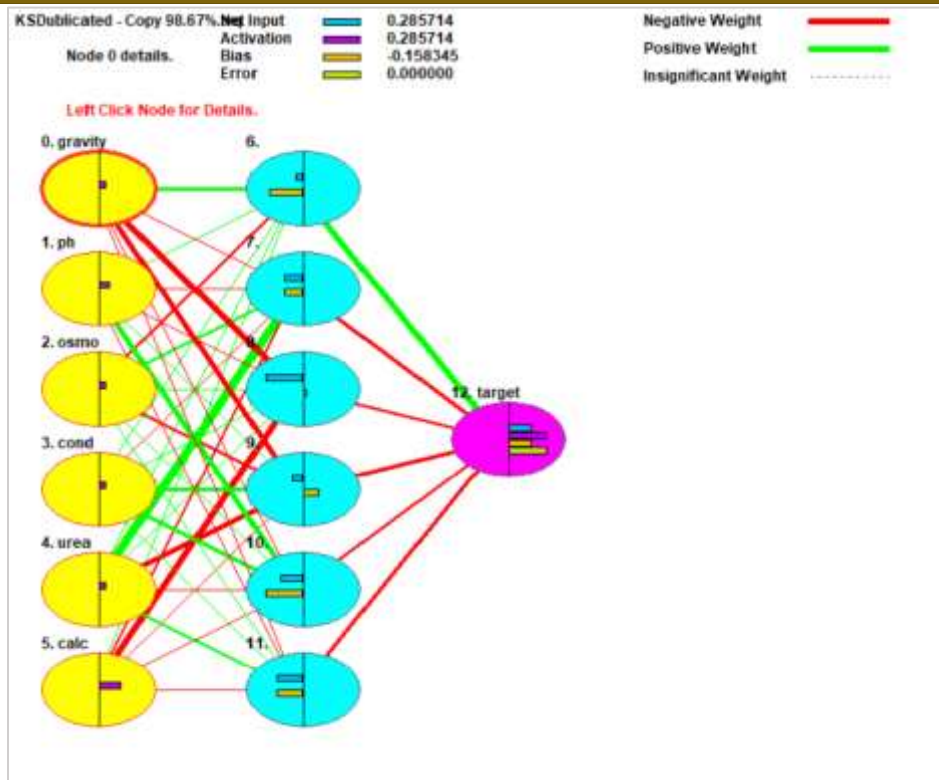 KSDublicated - Copy 98.67%. Net Input 0.285714
Activation 0.285714
Node 0 details. Bias -0.158345
Error 0.000000
Negative Weight
Positive Weight
Insignificant Weight
Left Click Node for Details.
0. gravity
6.
1. ph
7.
2. osmo
8.
12. target
3. cond
9.
4. urea
10.
5. calc
11.